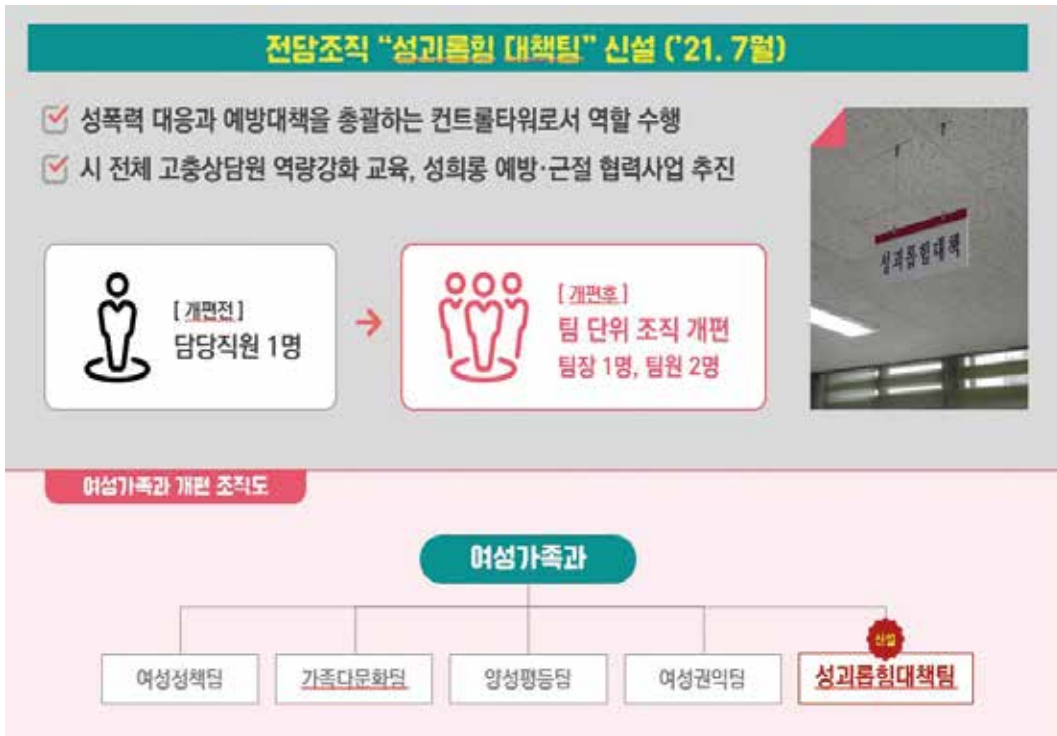 전담조직 “성괴롭힘 대책팀” 신설 (’21. 7월)
성폭력 대응과 예방대책을 총괄하는 컨트롤타워로서 역할 수행
시 전체 고충상담원 역량강화 교육, 성희롱 예방·근절 협력사업 추진
성괴롭힘대책
[ 개편전 ]
담당직원 1명
[ 개편후 ]
팀 단위 조직 개편
팀장 1명, 팀원 2명
여성가족과 개편 조직도
여성가족과
신설
여성정책팀
가족다문화팀
양성평등팀
여성권익팀
성괴롭힘대책팀